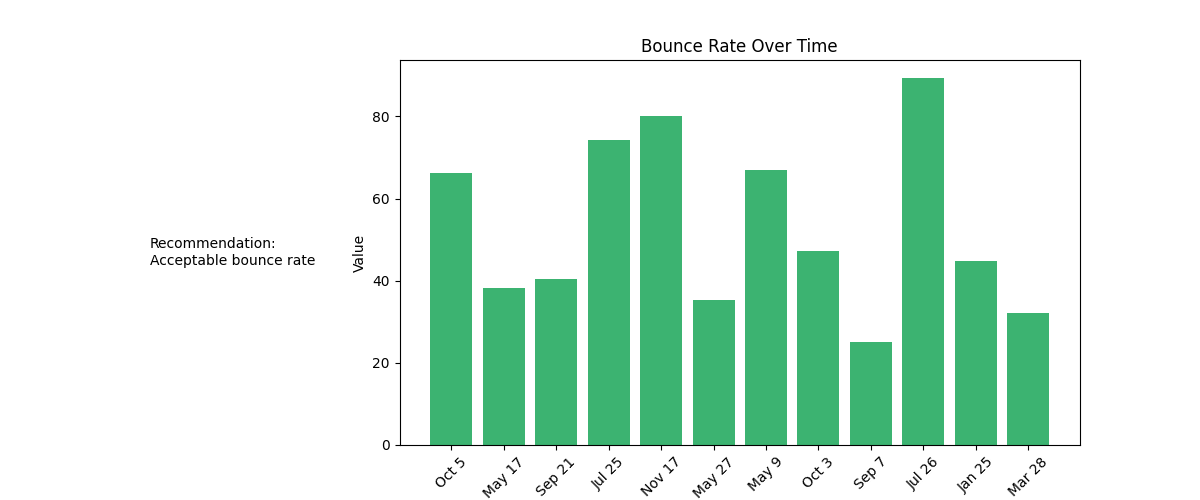 Bounce Rate Over Time
Recommendation:
Acceptable bounce rate
Value
80
60
40
20
0
Oct 5
May 17
Sep 21
Jul 25
Nov 17
May 27
May 9
Oct 3
Sep 7
Jul 26
Jan 25
Mar 28